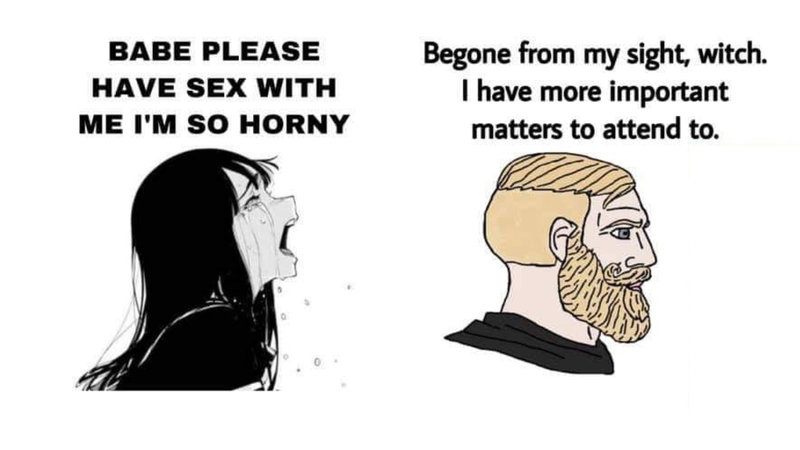 BABE PLEASE
HAVE SEX WITH
ME I'M SO HORNY
Begone from my sight, witch.
I have more important
matters to attend to.